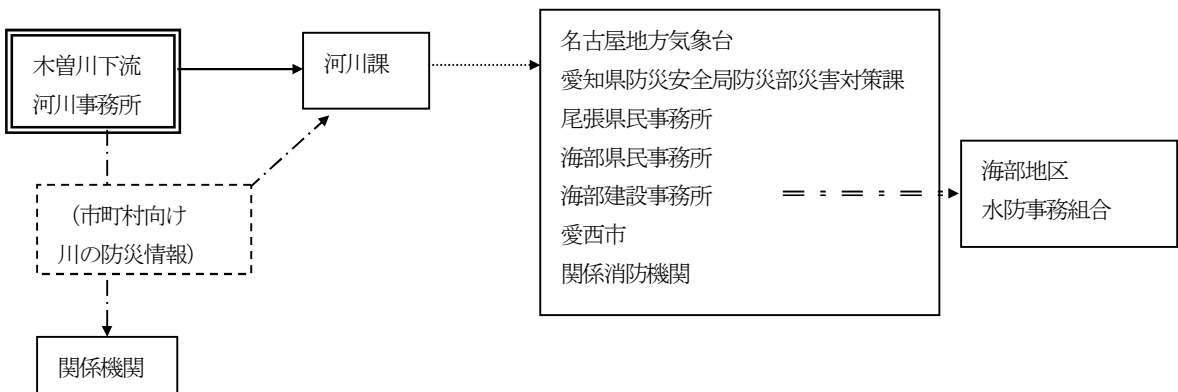 木曽川下流
河川事務所
河川課
名古屋地方気象台
愛知県防災安全局防災部災害対策課
尾張県民事務所
海部県民事務所
海部建設事務所
愛西市
関係消防機関
海部地区
水防事務組合
（市町村向け
川の防災情報）
関係機関